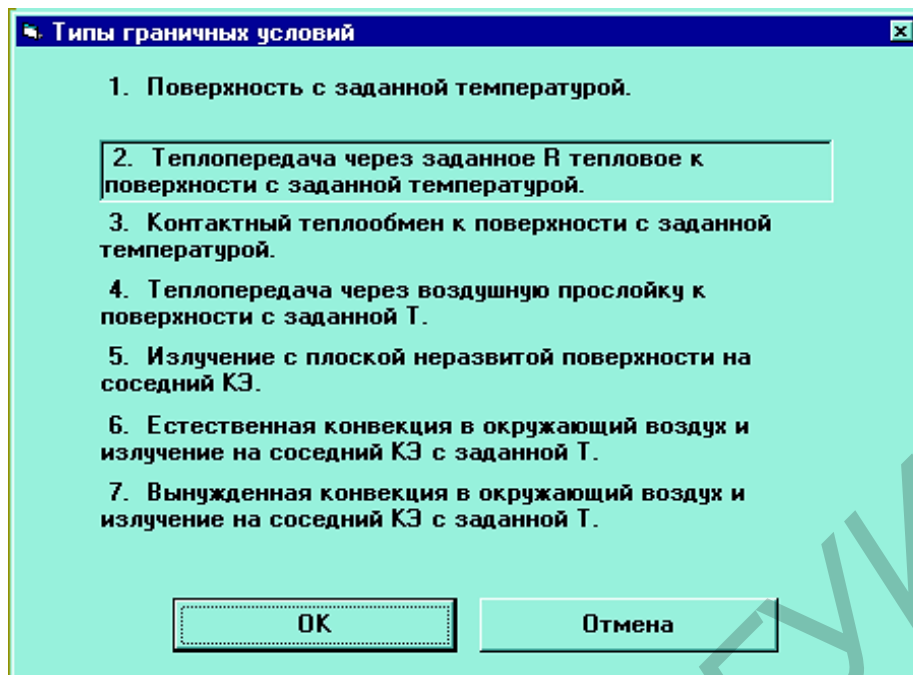 Типы граничных условий
1. Поверхность с заданной температурой.
2. Теплопередача через заданное R тепловое к
поверхности с заданной температурой.
3. Контактный теплообмен к поверхности с заданной
температурой.
4. Теплопередача через воздушную прослойку к
поверхности с заданной Т.
5. Излучение с плоской неразвитой поверхности на
соседний КЭ.
6. Естественная конвекция в окружающий воздух и
излучение на соседний КЭ с заданной Т.
7. Вынужденная конвекция в окружающий воздух и
излучение на соседний КЭ с заданной Т.
OK Отмена